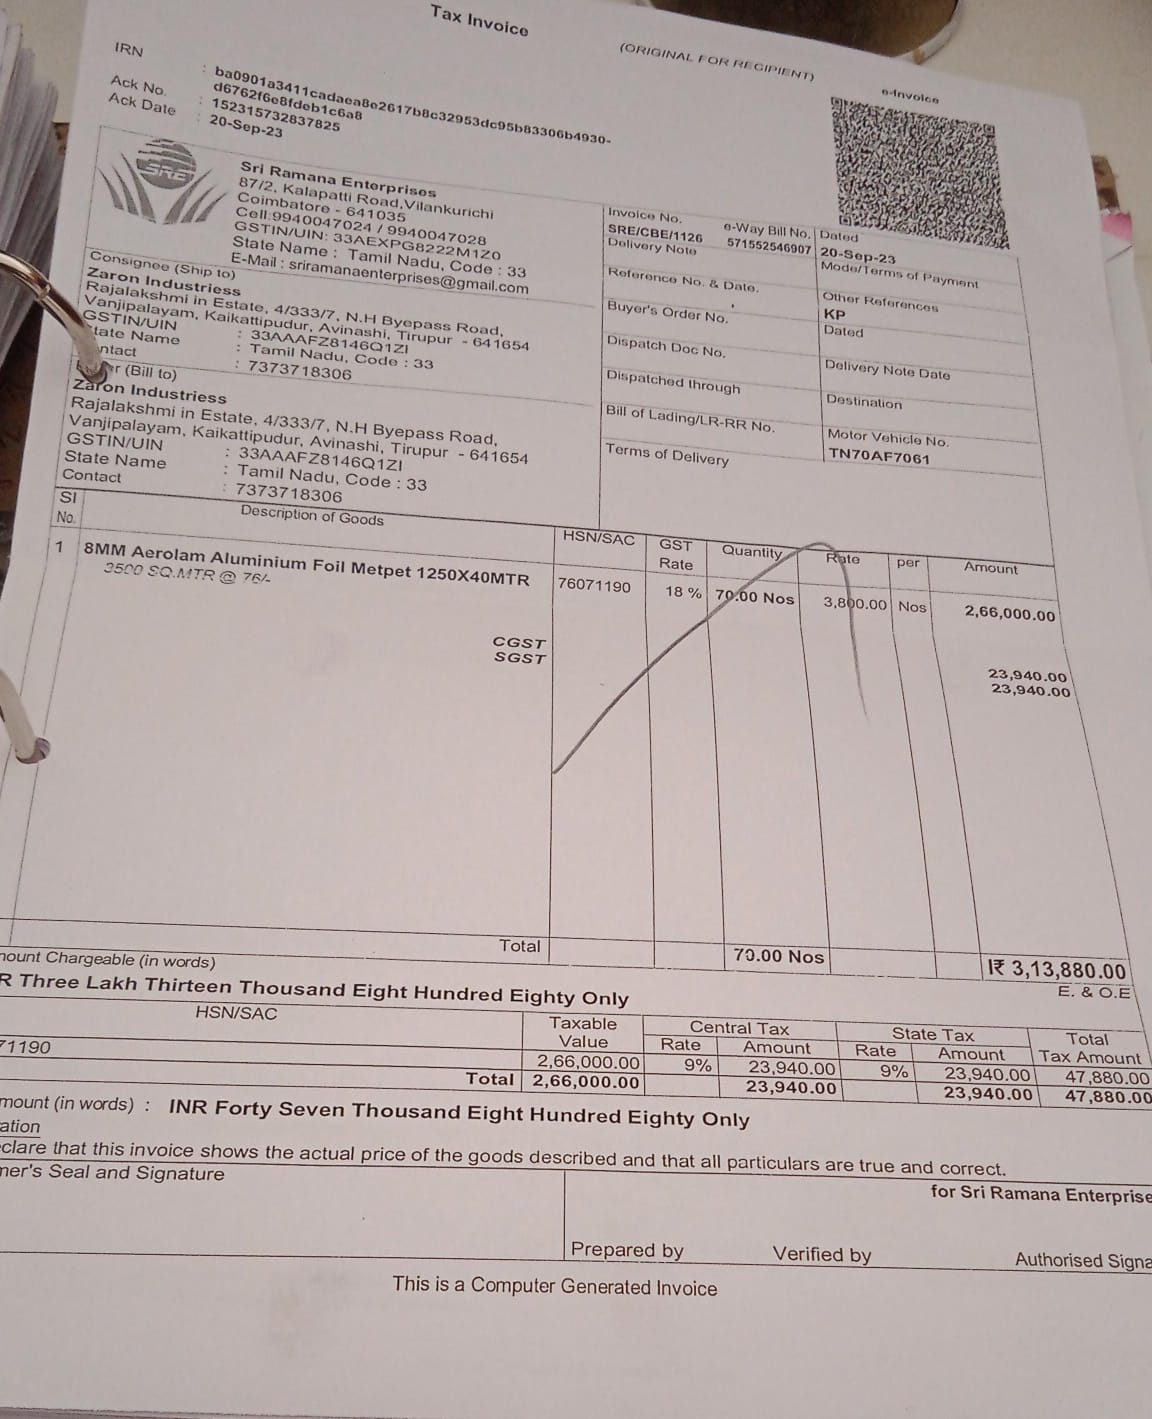 Tax Invoice
(ORIGINAL FOR RECIPIENT)
e-Invoice
IRN : ba0901a3411cadaea8e2617b8c32953dc95b83306b4930-
d6762f6e8fdeb1c6a8
Ack No. : 152315732837825
Ack Date : 20-Sep-23
SRE
Sri Ramana Enterprises
87/2, Kalapatti Road,Vilankurichi
Coimbatore - 641035
Cell:9940047024 / 9940047028
GSTIN/UIN: 33AEXPG8222M1Z0
State Name : Tamil Nadu, Code : 33
E-Mail : sriramanaenterprises@gmail.com
Invoice No. e-Way Bill No. Dated
SRE/CBE/1126 571552546907 20-Sep-23
Delivery Note Mode/Terms of Payment
Reference No. & Date. Other References
KP
Buyer's Order No. Dated
Dispatch Doc No. Delivery Note Date
Dispatched through Destination
Bill of Lading/LR-RR No. Motor Vehicle No.
TN70AF7061
Terms of Delivery
Consignee (Ship to)
Zaron Industriess
Rajalakshmi in Estate, 4/333/7, N.H Byepass Road,
Vanjipalayam, Kaikattipudur, Avinashi, Tirupur - 641654
GSTIN/UIN : 33AAAFZ8146Q1ZI
tate Name : Tamil Nadu, Code : 33
ntact : 7373718306
r (Bill to)
Zaron Industriess
Rajalakshmi in Estate, 4/333/7, N.H Byepass Road,
Vanjipalayam, Kaikattipudur, Avinashi, Tirupur - 641654
GSTIN/UIN : 33AAAFZ8146Q1ZI
State Name : Tamil Nadu, Code : 33
Contact : 7373718306
SI No. Description of Goods HSN/SAC GST Rate Quantity Rate per Amount
1 8MM Aerolam Aluminium Foil Metpet 1250X40MTR 76071190 18 % 70.00 Nos 3,800.00 Nos 2,66,000.00
3500 SQ.MTR @ 76/-
CGST 23,940.00
SGST 23,940.00
Total 70.00 Nos I₹ 3,13,880.00
mount Chargeable (in words) E. & O.E
R Three Lakh Thirteen Thousand Eight Hundred Eighty Only
HSN/SAC Taxable Value Central Tax State Tax Total Tax Amount
Rate Amount Rate Amount
71190 2,66,000.00 9% 23,940.00 9% 23,940.00 47,880.00
Total 2,66,000.00 23,940.00 23,940.00 47,880.00
mount (in words) : INR Forty Seven Thousand Eight Hundred Eighty Only
ation
clare that this invoice shows the actual price of the goods described and that all particulars are true and correct.
mer's Seal and Signature for Sri Ramana Enterprise
Prepared by Verified by Authorised Signa
This is a Computer Generated Invoice